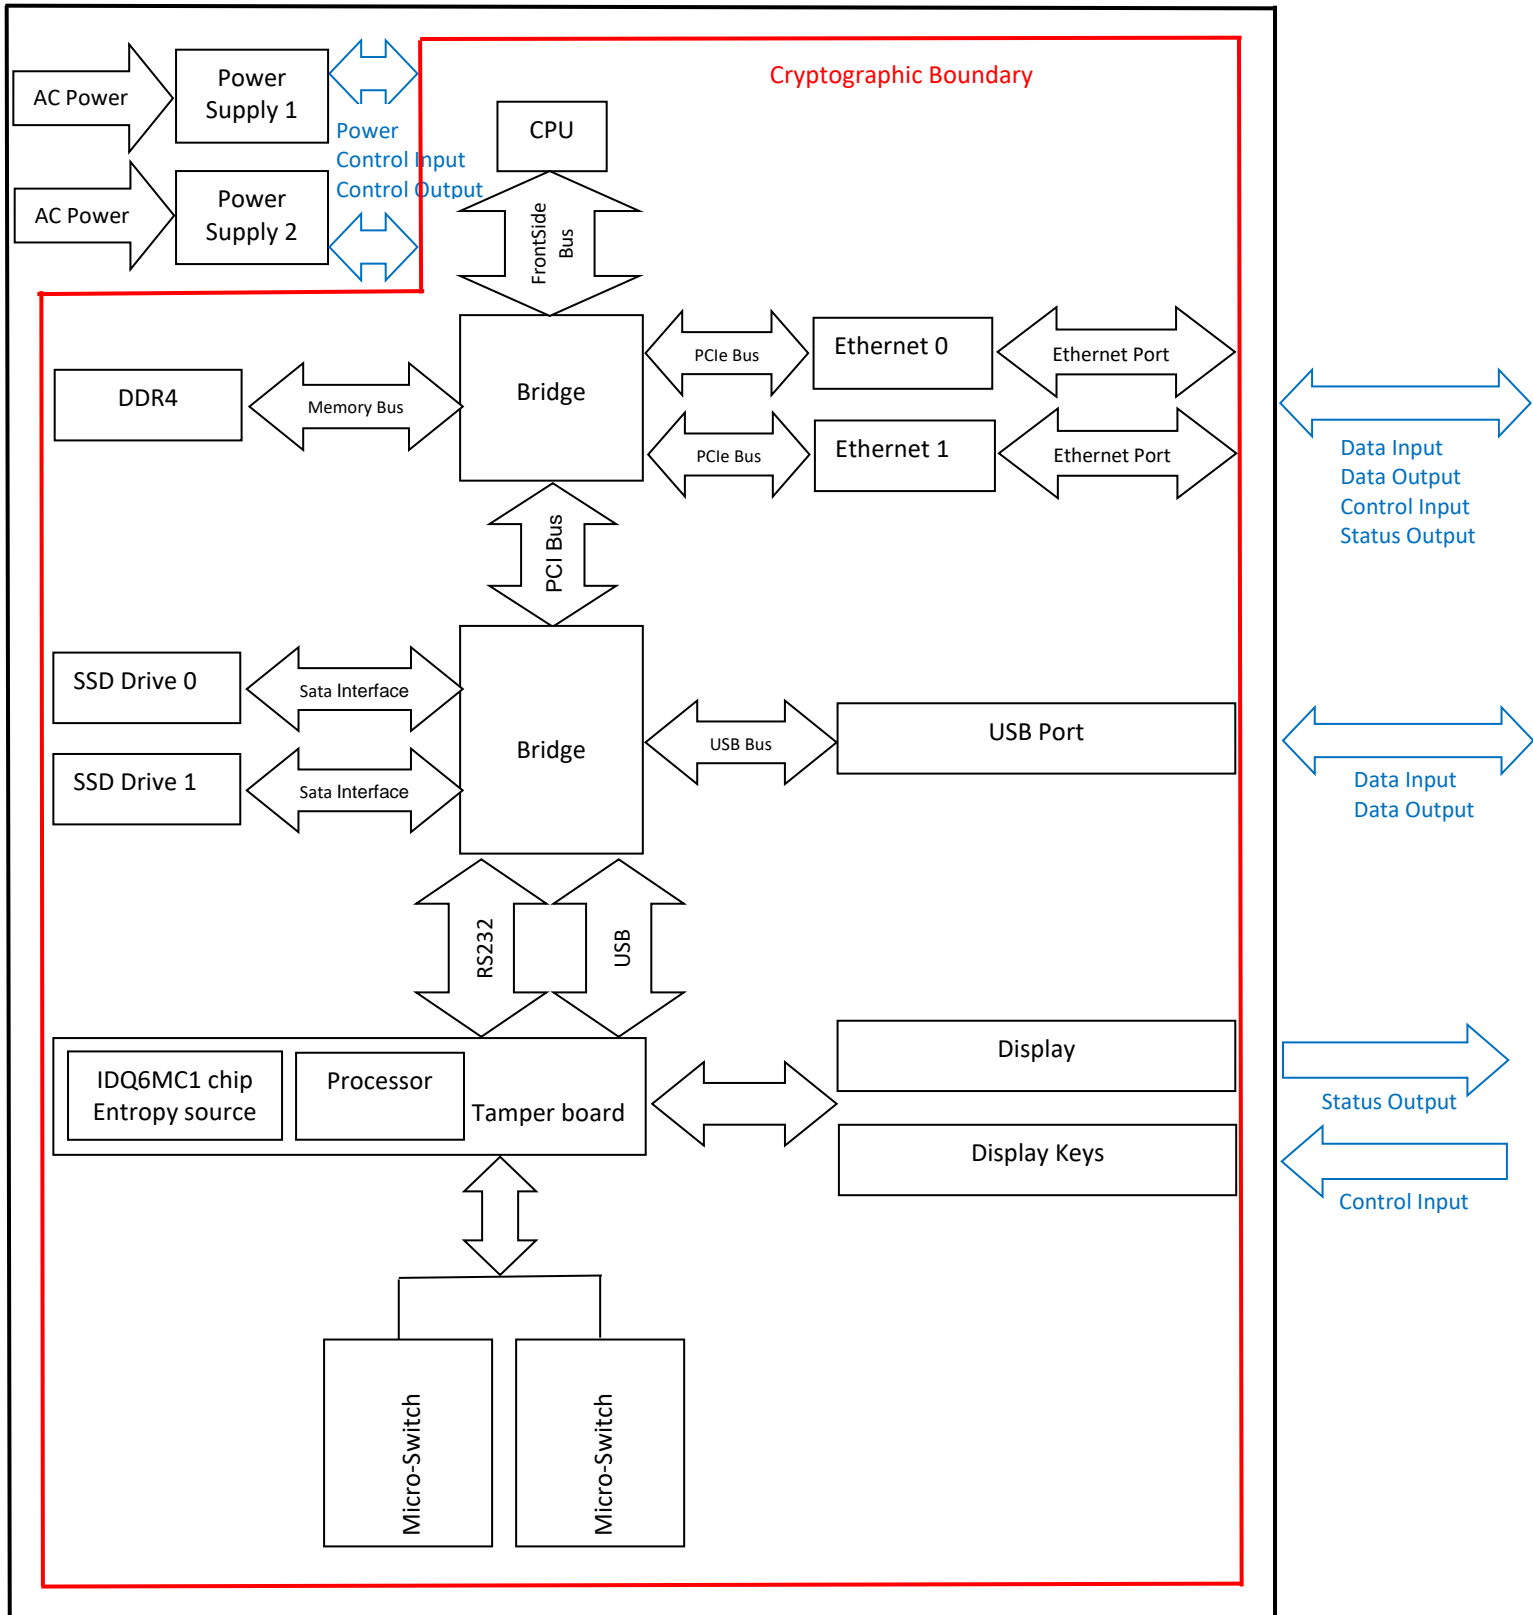 Cryptographic Boundary
AC Power
Power
Supply 1
Power
Control Input
Control Output
AC Power
Power
Supply 2
CPU
FrontSide
Bus
DDR4
Memory Bus
Bridge
PCIe Bus
Ethernet 0
Ethernet Port
PCIe Bus
Ethernet 1
Ethernet Port
Data Input
Data Output
Control Input
Status Output
PCI Bus
SSD Drive 0
Sata Interface
SSD Drive 1
Sata Interface
Bridge
USB Bus
USB Port
Data Input
Data Output
RS232
USB
IDQ6MC1 chip
Entropy source
Processor
Tamper board
Display
Status Output
Display Keys
Control Input
Micro-Switch
Micro-Switch